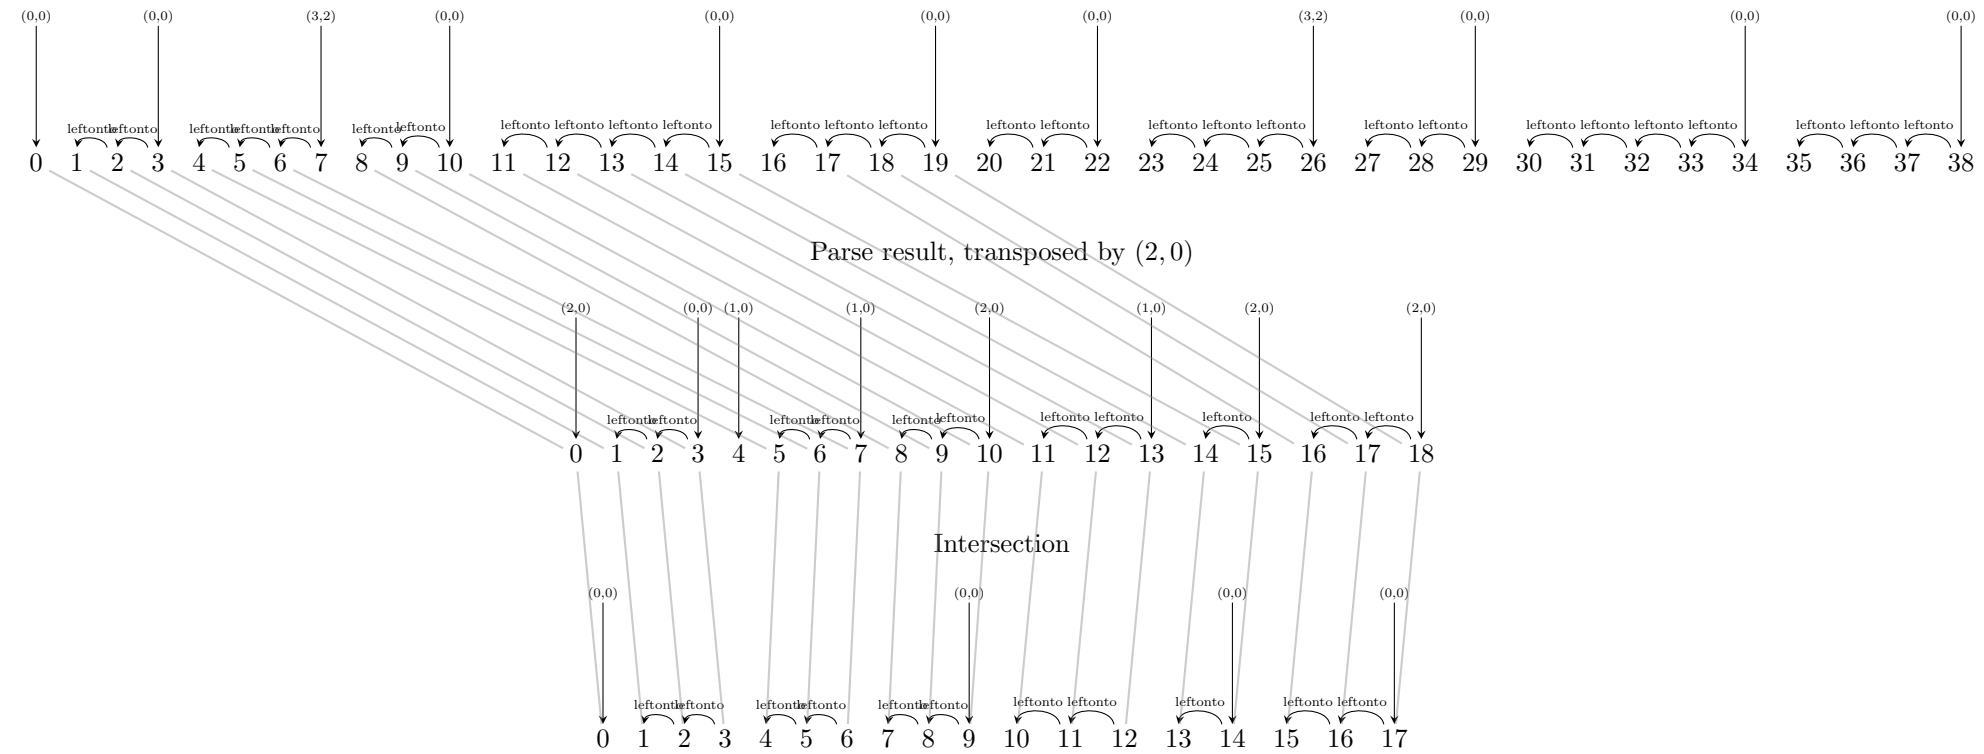 (0,0) (0,0) (3,2) (0,0) (0,0) (0,0) (0,0) (3,2) (0,0) (0,0) (0,0)
leftonto leftonto leftonto leftonto leftonto leftonto leftonto leftonto leftonto leftonto leftonto leftonto leftonto leftonto leftonto leftonto leftonto leftonto leftonto leftonto leftonto leftonto leftonto leftonto leftonto leftonto leftonto leftonto
0 1 2 3 4 5 6 7 8 9 10 11 12 13 14 15 16 17 18 19 20 21 22 23 24 25 26 27 28 29 30 31 32 33 34 35 36 37 38
Parse result, transposed by (2, 0)
(2,0) (0,0) (1,0) (1,0) (2,0) (1,0) (2,0) (2,0)
leftonto leftonto leftonto leftonto leftonto leftonto leftonto leftonto leftonto leftonto leftonto
0 1 2 3 4 5 6 7 8 9 10 11 12 13 14 15 16 17 18
Intersection
(0,0) (0,0) (0,0) (0,0)
leftonto leftonto leftonto leftonto leftonto leftonto leftonto leftonto leftonto leftonto leftonto
0 1 2 3 4 5 6 7 8 9 10 11 12 13 14 15 16 17